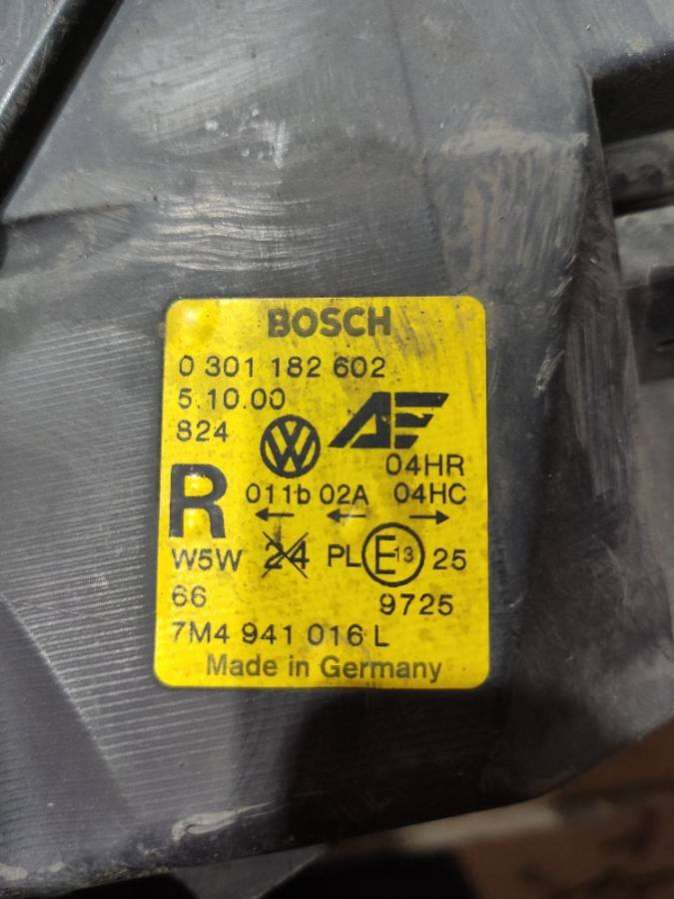 BOSCH
0 301 182 602
5.10.00
824
04HR
R 011b 02A 04HC
W5W 24 PL E13 25
66 9725
7M4 941 016 L
Made in Germany